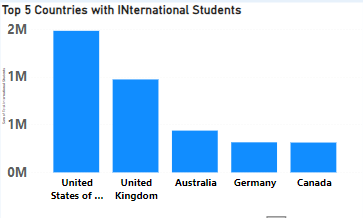 Top 5 Countries with INternational Students
2M
1M
1M
0M
United
States of ...
United
Kingdom
Australia
Germany
Canada